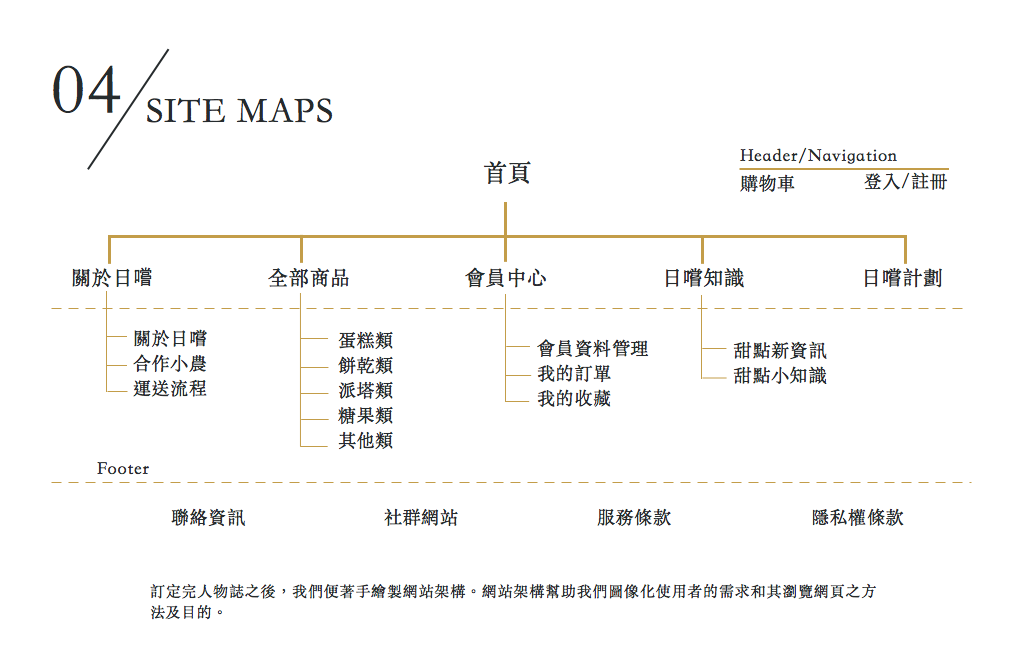 04
SITE MAPS
Header/Navigation
首頁
購物車 登入/註冊
關於日嚐 全部商品 會員中心 日嚐知識 日嚐計劃
關於日嚐
合作小農
運送流程
蛋糕類
餅乾類
派塔類
糖果類
其他類
會員資料管理
我的訂單
我的收藏
甜點新資訊
甜點小知識
Footer
聯絡資訊 社群網站 服務條款 隱私權條款
訂定完人物誌之後，我們便著手繪製網站架構。網站架構幫助我們圖像化使用者的需求和其瀏覽網頁之方
法及目的。